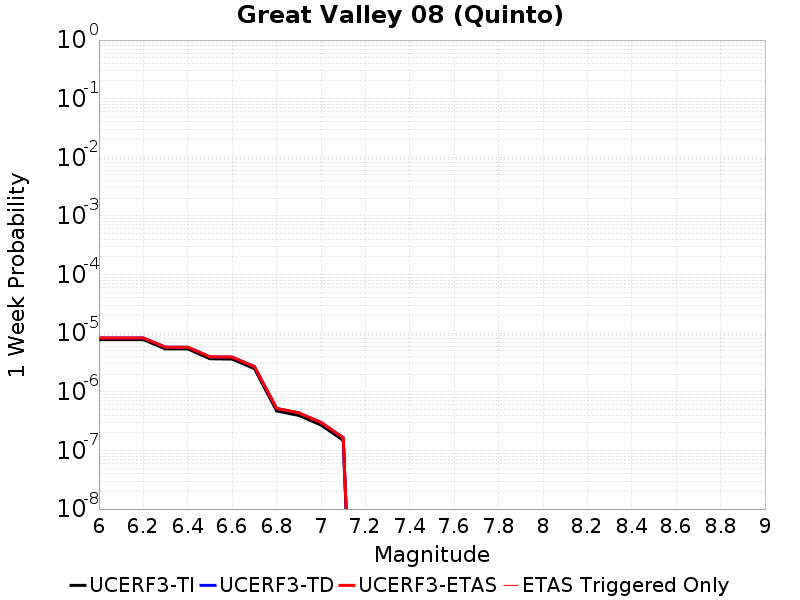 Great Valley 08 (Quinto)
1 Week Probability
10^0
10^-1
10^-2
10^-3
10^-4
10^-5
10^-6
10^-7
10^-8
6 6.2 6.4 6.6 6.8 7 7.2 7.4 7.6 7.8 8 8.2 8.4 8.6 8.8 9
Magnitude
UCERF3-TI UCERF3-TD UCERF3-ETAS ETAS Triggered Only